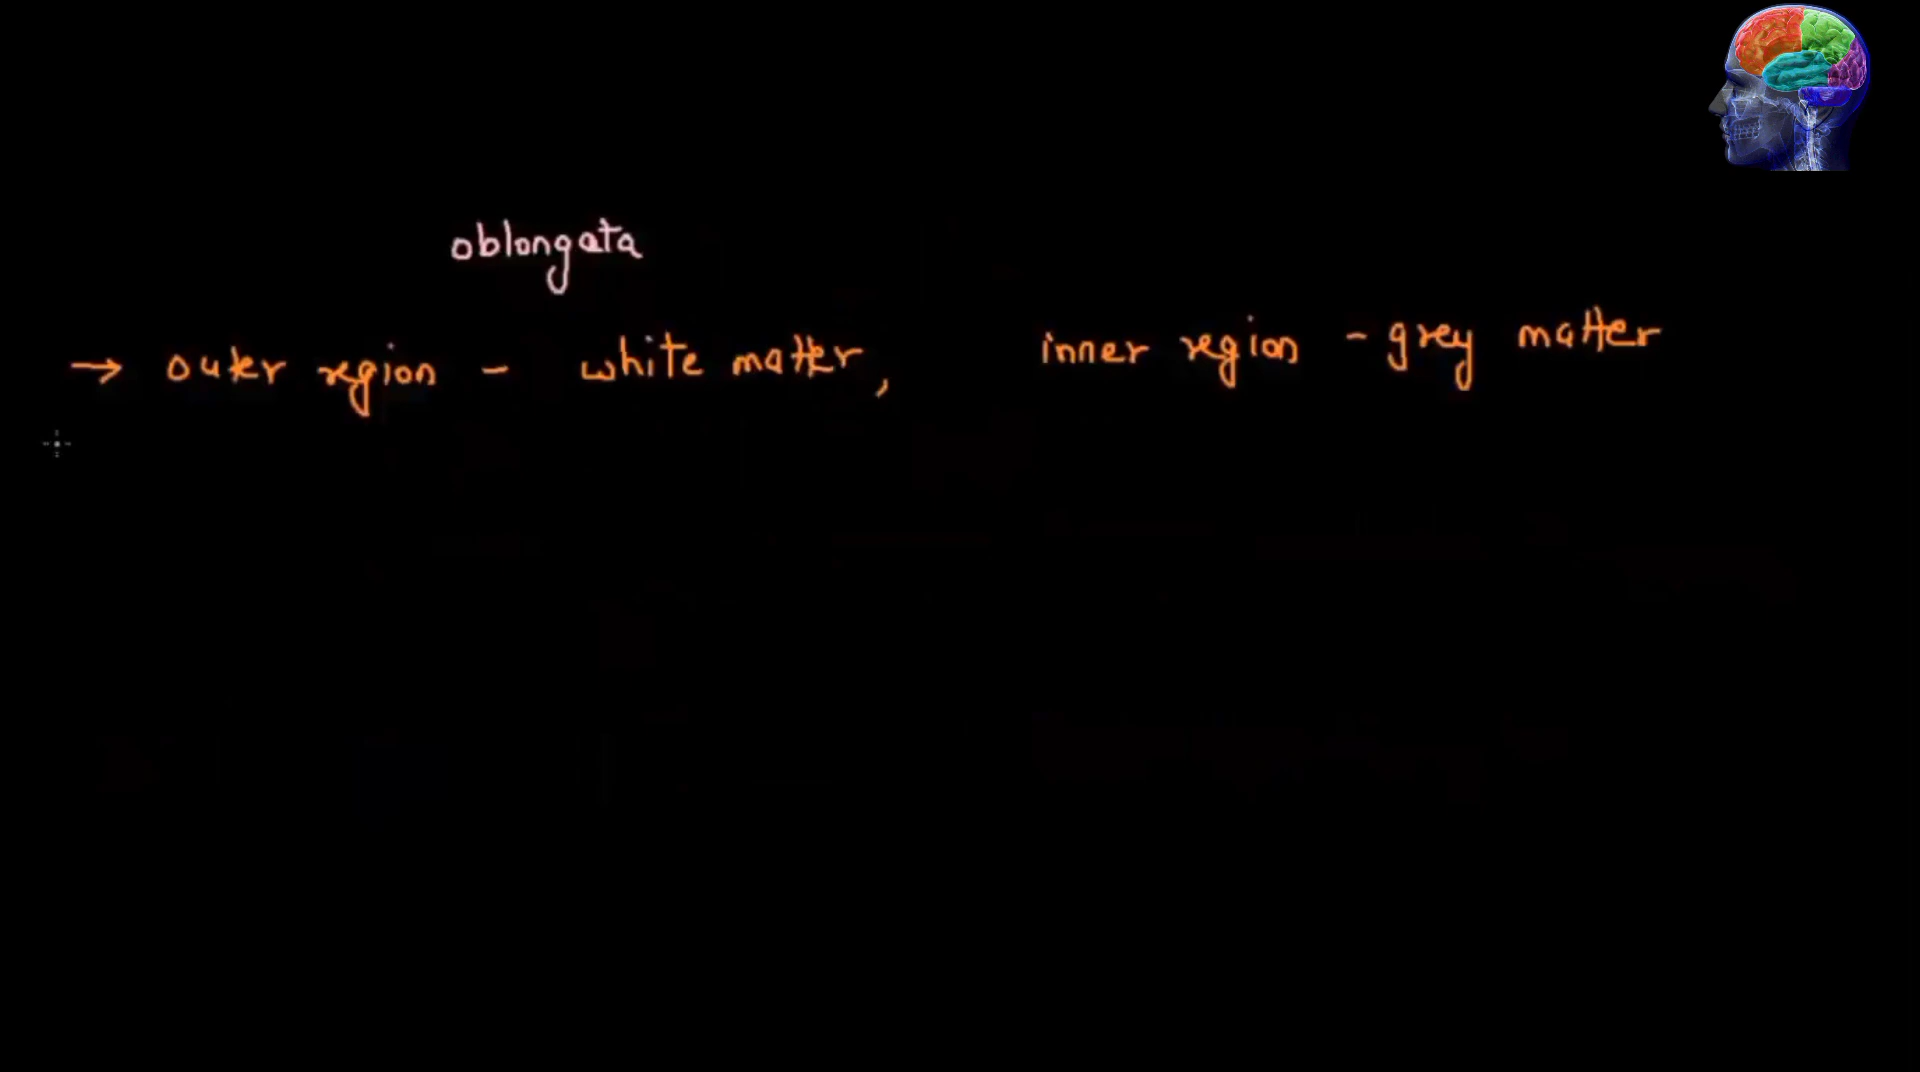 oblongata
→ outer region - white matter, inner region - grey matter